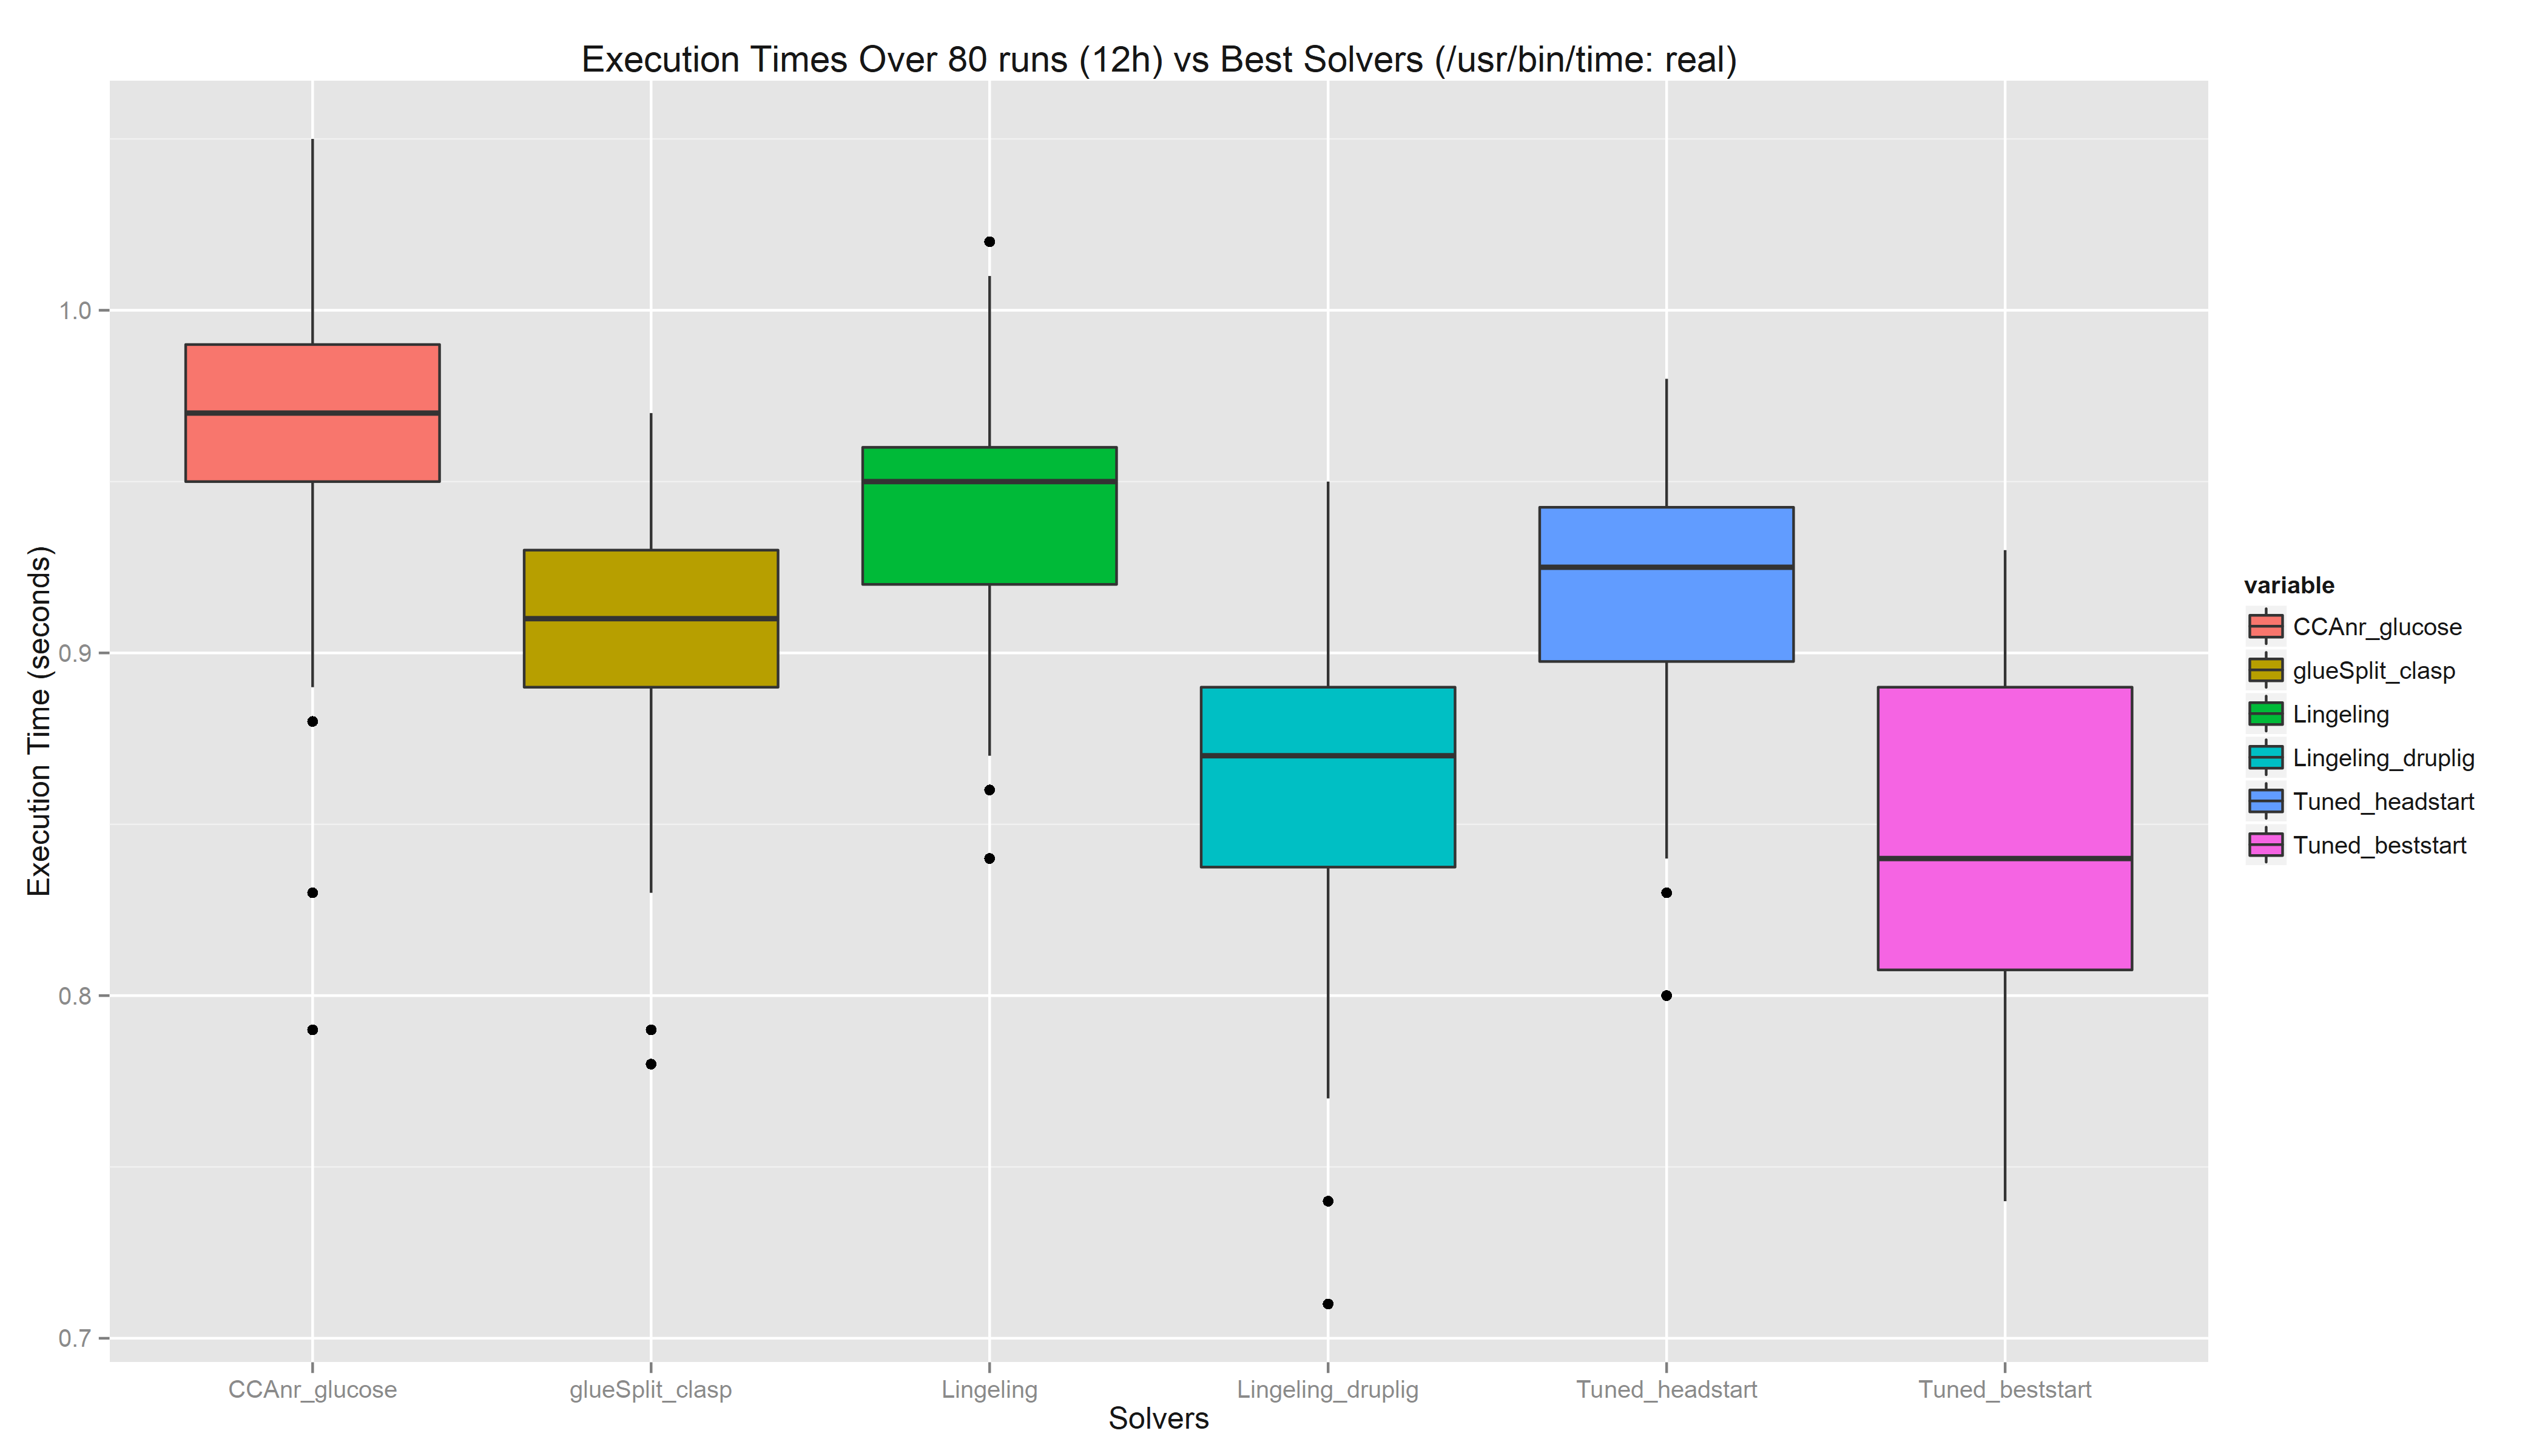 Execution Times Over 80 runs (12h) vs Best Solvers (/usr/bin/time: real)
Execution Time (seconds)
1.0
0.9
0.8
0.7
CCAnr_glucose
glueSplit_clasp
Lingeling
Lingeling_druplig
Tuned_headstart
Tuned_beststart
Solvers
variable
CCAnr_glucose
glueSplit_clasp
Lingeling
Lingeling_druplig
Tuned_headstart
Tuned_beststart